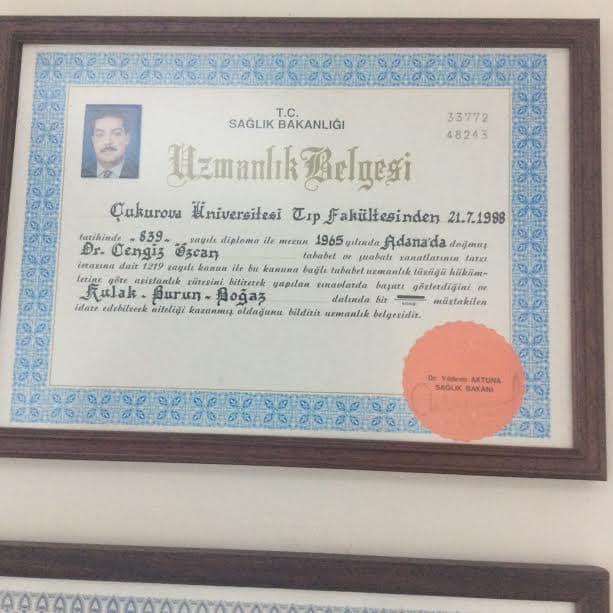 T.C.
SAĞLIK BAKANLIĞI
33772
48243
Uzmanlık Belgesi
Çukurova Üniversitesi Tıp Fakültesinden 21.7.1988
tarihinde -839- sayılı diploma ile mezun 1965 yılında Adana'da doğmuş
Dr. Cengiz Özcan tababet ve şuabatı sanatlarının tarzı
icrasına dair 1219 sayılı kanun ile bu kanuna bağlı tababet uzmanlık tüzüğü hüküm-
lerine göre asistanlık süresini bitirerek yapılan sınavlarda başarı gösterdiğini ve
Kulak - Burun - Boğaz dalında bir müstakilen
idare edebilecek niteliği kazanmış olduğunu bildirir uzmanlık belgesidir.
Dr. Yıldırım AKTUNA
SAĞLIK BAKANI